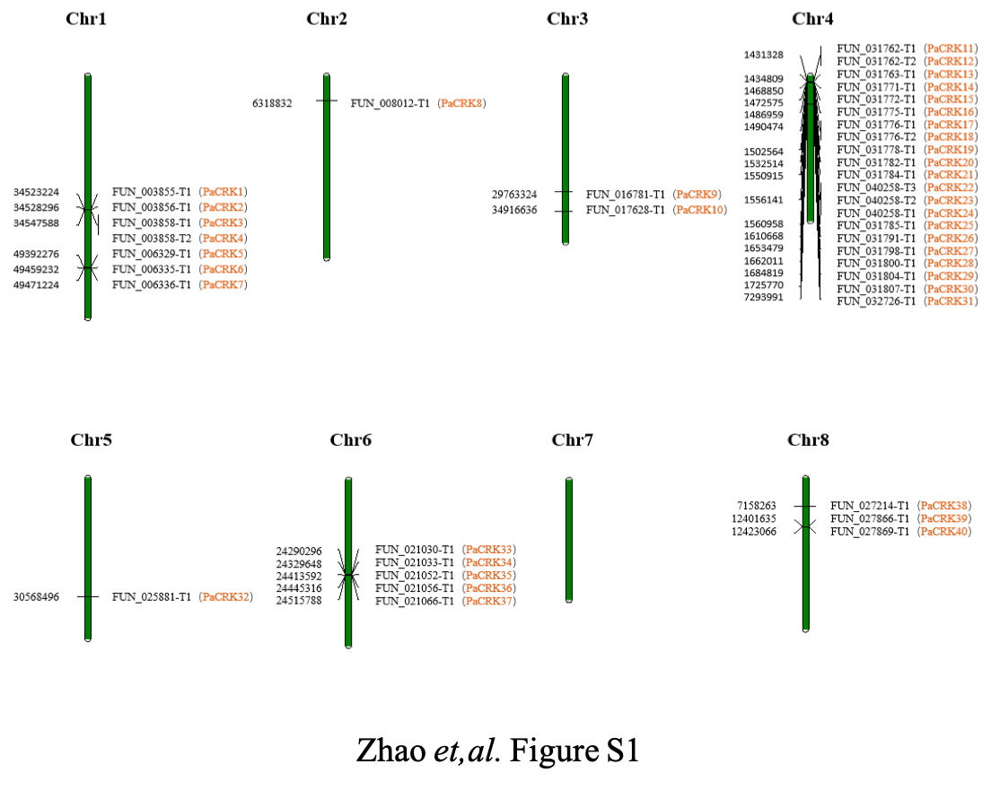 Chr1
34523224 FUN_003855-T1 (PaCRK1)
34528296 FUN_003856-T1 (PaCRK2)
34547588 FUN_003858-T1 (PaCRK3)
FUN_003858-T2 (PaCRK4)
49392276 FUN_006329-T1 (PaCRK5)
49459232 FUN_006335-T1 (PaCRK6)
49471224 FUN_006336-T1 (PaCRK7)
Chr2
6318832 FUN_008012-T1 (PaCRK8)
Chr3
29763324 FUN_016781-T1 (PaCRK9)
34916636 FUN_017628-T1 (PaCRK10)
Chr4
1431328
1434809
1468850
1472575
1486959
1490474
1502564
1532514
1550915
1556141
1560958
1610668
1653479
1662011
1684819
1725770
7293991
FUN_031762-T1 (PaCRK11)
FUN_031762-T2 (PaCRK12)
FUN_031763-T1 (PaCRK13)
FUN_031771-T1 (PaCRK14)
FUN_031772-T1 (PaCRK15)
FUN_031775-T1 (PaCRK16)
FUN_031776-T1 (PaCRK17)
FUN_031776-T2 (PaCRK18)
FUN_031778-T1 (PaCRK19)
FUN_031782-T1 (PaCRK20)
FUN_031784-T1 (PaCRK21)
FUN_040258-T3 (PaCRK22)
FUN_040258-T2 (PaCRK23)
FUN_040258-T1 (PaCRK24)
FUN_031785-T1 (PaCRK25)
FUN_031791-T1 (PaCRK26)
FUN_031798-T1 (PaCRK27)
FUN_031800-T1 (PaCRK28)
FUN_031804-T1 (PaCRK29)
FUN_031807-T1 (PaCRK30)
FUN_032726-T1 (PaCRK31)
Chr5
30568496 FUN_025881-T1 (PaCRK32)
Chr6
24290296 FUN_021030-T1 (PaCRK33)
24329648 FUN_021033-T1 (PaCRK34)
24413592 FUN_021052-T1 (PaCRK35)
24445316 FUN_021056-T1 (PaCRK36)
24515788 FUN_021066-T1 (PaCRK37)
Chr7
Chr8
7158263 FUN_027214-T1 (PaCRK38)
12401635 FUN_027866-T1 (PaCRK39)
12423066 FUN_027869-T1 (PaCRK40)
Zhao et,al. Figure S1